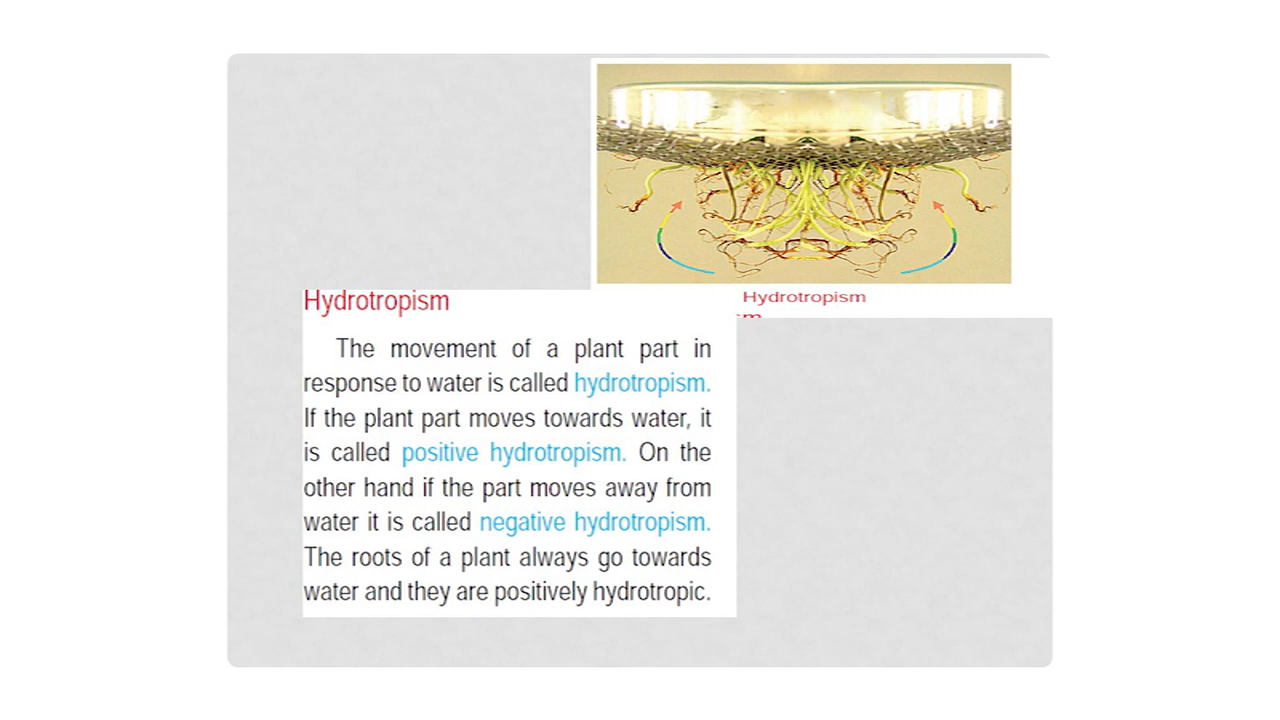 Hydrotropism
Hydrotropism
The movement of a plant part in
response to water is called hydrotropism.
If the plant part moves towards water, it
is called positive hydrotropism. On the
other hand if the part moves away from
water it is called negative hydrotropism.
The roots of a plant always go towards
water and they are positively hydrotropic.